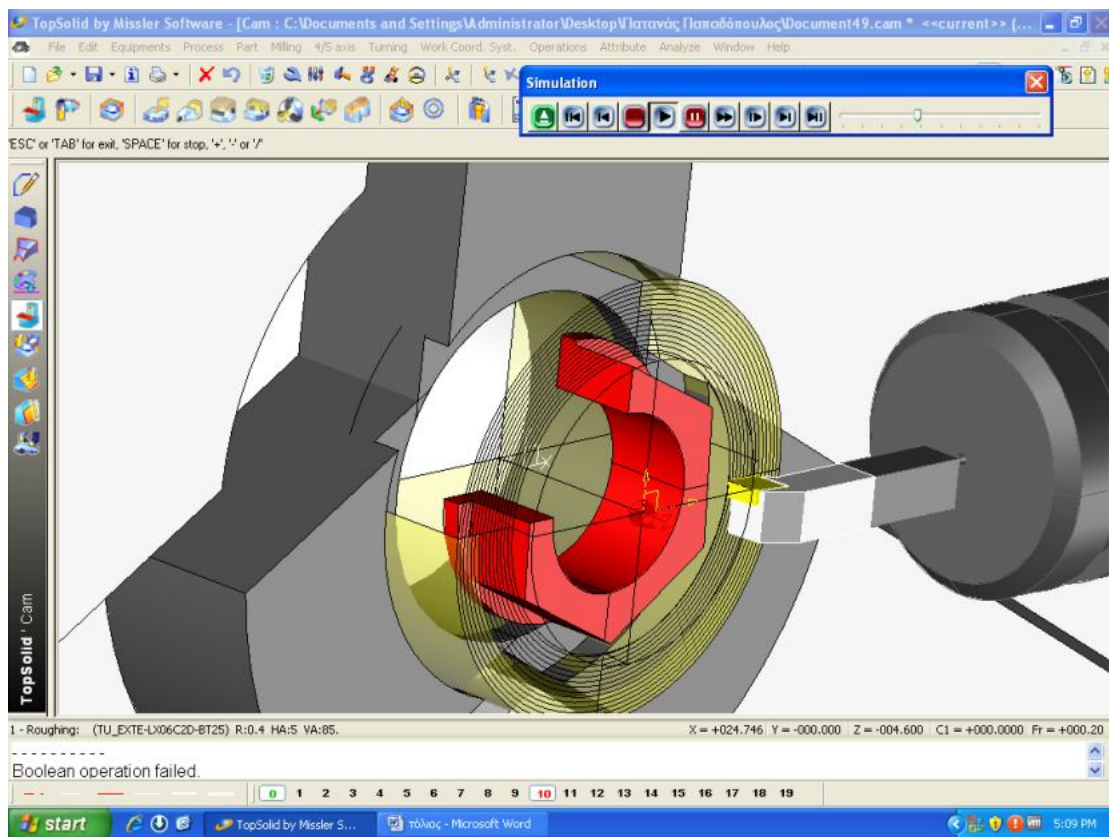 TopSolid by Missler Software - [Cam : C:\Documents and Settings\Administrator\Desktop\Πατανάς Παπαδόπουλος\Document49.cam * <<current>> (...
File Edit Equipments Process Part Milling 4/5 axis Turning Work Coord. Syst. Operations Attribute Analyze Window Help
Simulation
'ESC' or 'TAB' for exit, 'SPACE' for stop, '+', '-' or '/'
X
TopSolid'Cam
1 - Roughing: (TU_EXTE-LX06C2D-BT25) R:0.4 HA:5 VA:85.
X = +024.746 Y = -000.000 Z = -004.600 C1 = +000.0000 Fr = +000.20
----------
Boolean operation failed.
0 1 2 3 4 5 6 7 8 9 10 11 12 13 14 15 16 17 18 19
start TopSolid by Missler S... τόλιος - Microsoft Word 5:09 PM